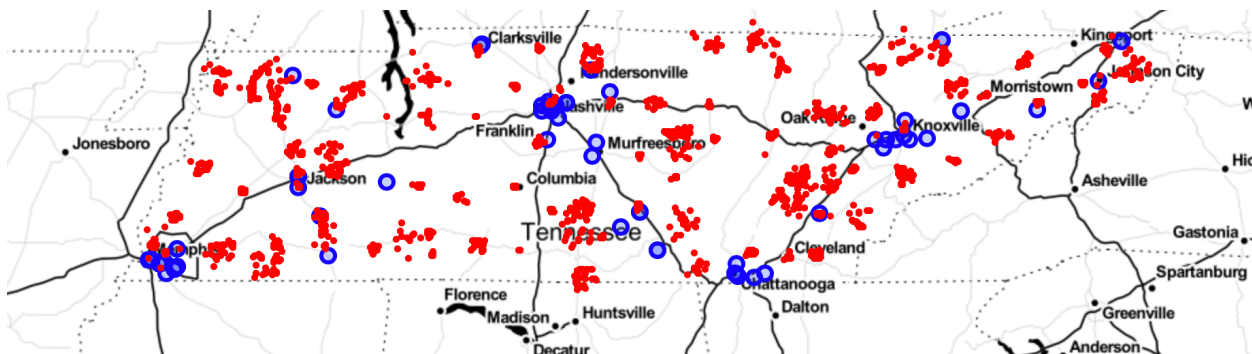 Clarksville
Kingsport
Hendersonville
Johnson City
Morristown
Nashville
Oak Ridge
Knoxville
Franklin
Murfreesboro
Jonesboro
Jackson
Columbia
Asheville
Tennessee
Memphis
Cleveland
Gastonia
Spartanburg
Chattanooga
Florence
Dalton
Madison
Huntsville
Greenville
Decatur
Anderson
W
Hic